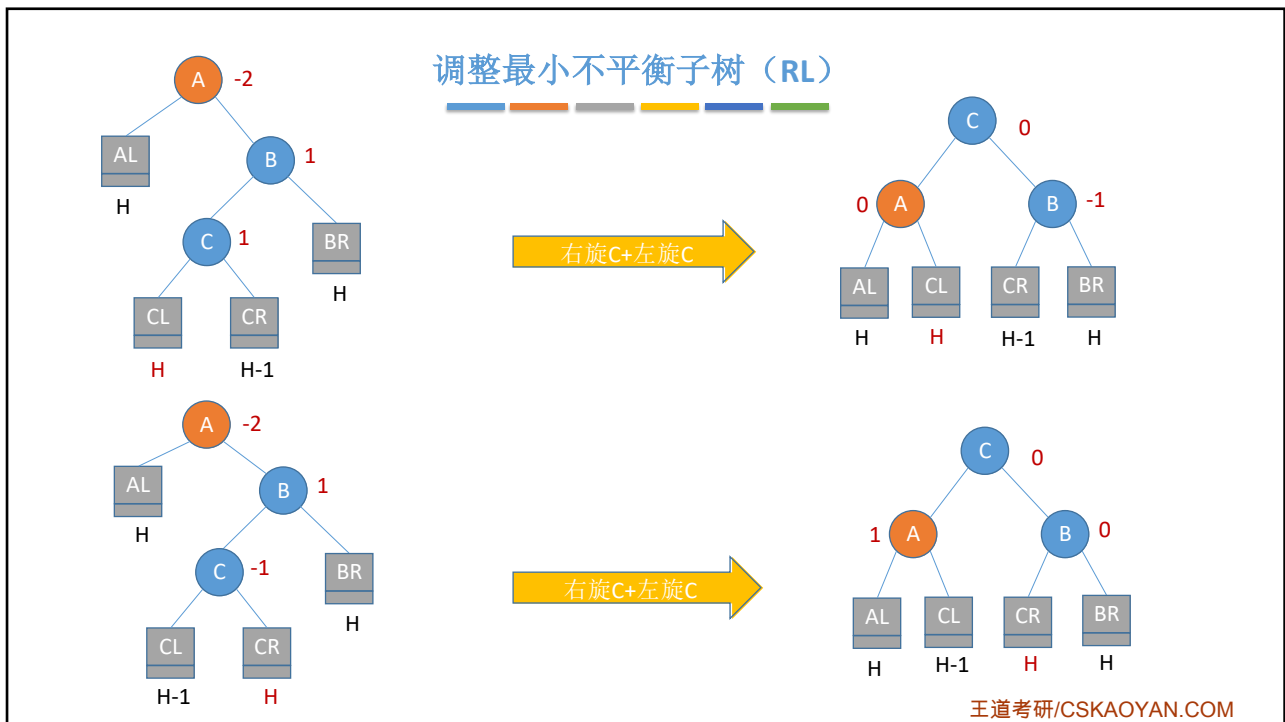 调整最小不平衡子树（RL）
A -2
AL
H
B 1
C 1
BR
H
CL CR
H H-1
右旋C+左旋C
C 0
0 A B -1
AL CL CR BR
H H H-1 H
A -2
AL
H
B 1
C -1
BR
H
CL CR
H-1 H
右旋C+左旋C
C 0
1 A B 0
AL CL CR BR
H H-1 H H
王道考研/CSKAOYAN.COM